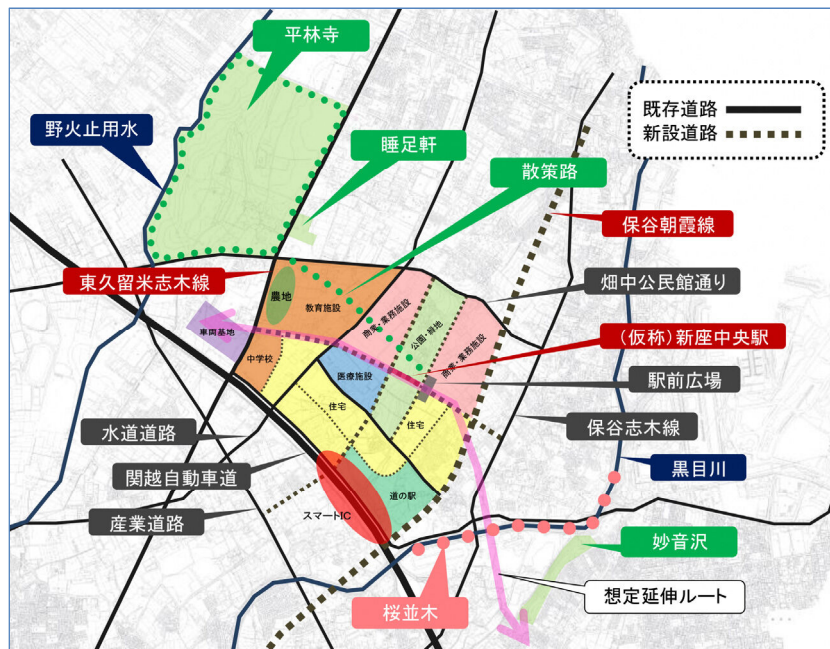 平林寺
野火止用水
睡足軒
散策路
既存道路
新設道路
保谷朝霞線
東久留米志木線
農地
教育施設
商業・業務施設
公園・緑地
商業・業務施設
畑中公民館通り
車両基地
中学校
(仮称)新座中央駅
医療施設
駅前広場
住宅
住宅
水道道路
保谷志木線
関越自動車道
黒目川
道の駅
産業道路
スマートIC
妙音沢
桜並木
想定延伸ルート